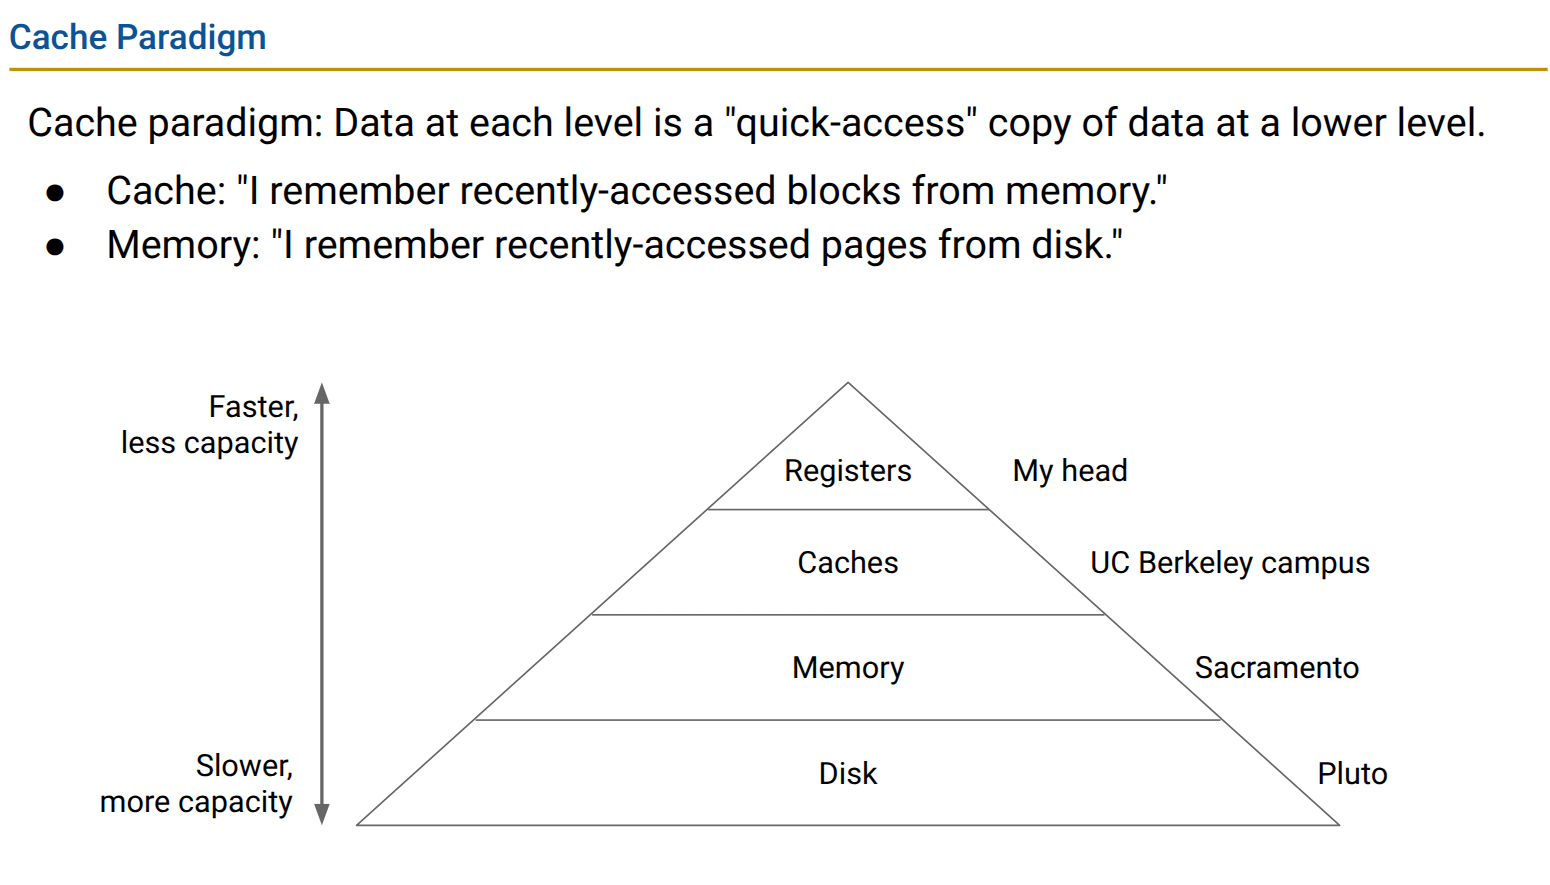 Cache Paradigm
Cache paradigm: Data at each level is a "quick-access" copy of data at a lower level.
● Cache: "I remember recently-accessed blocks from memory."
● Memory: "I remember recently-accessed pages from disk."
Faster,
less capacity
Registers
My head
Caches
UC Berkeley campus
Memory
Sacramento
Slower,
more capacity
Disk
Pluto